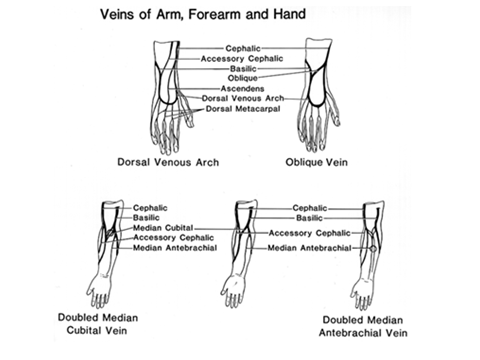 Veins of Arm, Forearm and Hand
Cephalic
Accessory Cephalic
Basilic
Oblique
Ascendens
Dorsal Venous Arch
Dorsal Metacarpal
Dorsal Venous Arch
Oblique Vein
Cephalic
Basilic
Median Cubital
Accessory Cephalic
Median Antebrachial
Cephalic
Basilic
Accessory Cephalic
Median Antebrachial
Doubled Median
Cubital Vein
Doubled Median
Antebrachial Vein